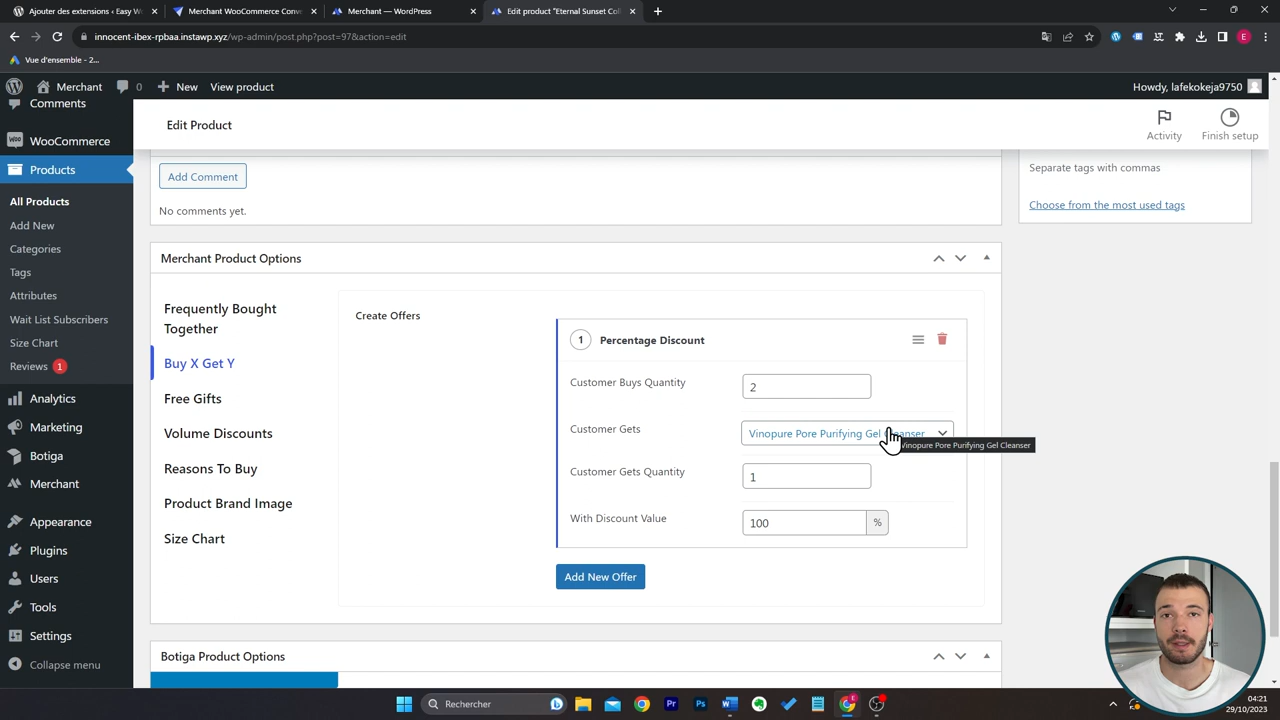 Ajouter des extensions ‹ Easy W
Merchant WooCommerce Conv
Merchant — WordPress
Edit product "Eternal Sunset Coll
innocent-ibex-rpbaa.instawp.xyz/wp-admin/post.php?post=97&action=edit
E
Vue d'ensemble - 2...
Merchant
0
New
View product
Howdy, lafekokeja9750
Comments
WooCommerce
Products
All Products
Add New
Categories
Tags
Attributes
Wait List Subscribers
Size Chart
Reviews 1
Analytics
Marketing
Botiga
Merchant
Appearance
Plugins
Users
Tools
Settings
Collapse menu
Edit Product
Activity
Finish setup
Add Comment
No comments yet.
Separate tags with commas
Choose from the most used tags
Merchant Product Options
Frequently Bought
Together
Buy X Get Y
Free Gifts
Volume Discounts
Reasons To Buy
Product Brand Image
Size Chart
Create Offers
1 Percentage Discount
Customer Buys Quantity
2
Customer Gets
Vinopure Pore Purifying Gel Cleanser
Vinopure Pore Purifying Gel Cleanser
Customer Gets Quantity
1
With Discount Value
100
%
Add New Offer
Botiga Product Options
Rechercher
04:21
29/10/2023